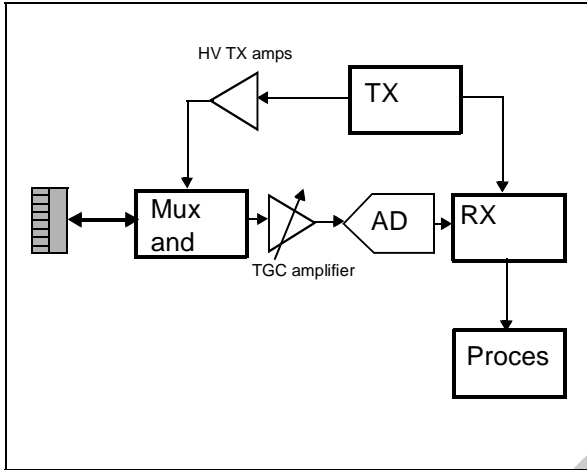 HV TX amps
TX
Mux
and
AD
RX
TGC amplifier
Proces